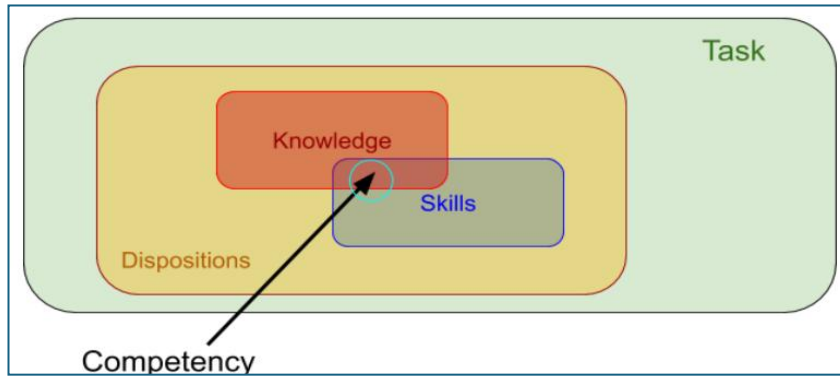 Task
Knowledge
Skills
Dispositions
Competency